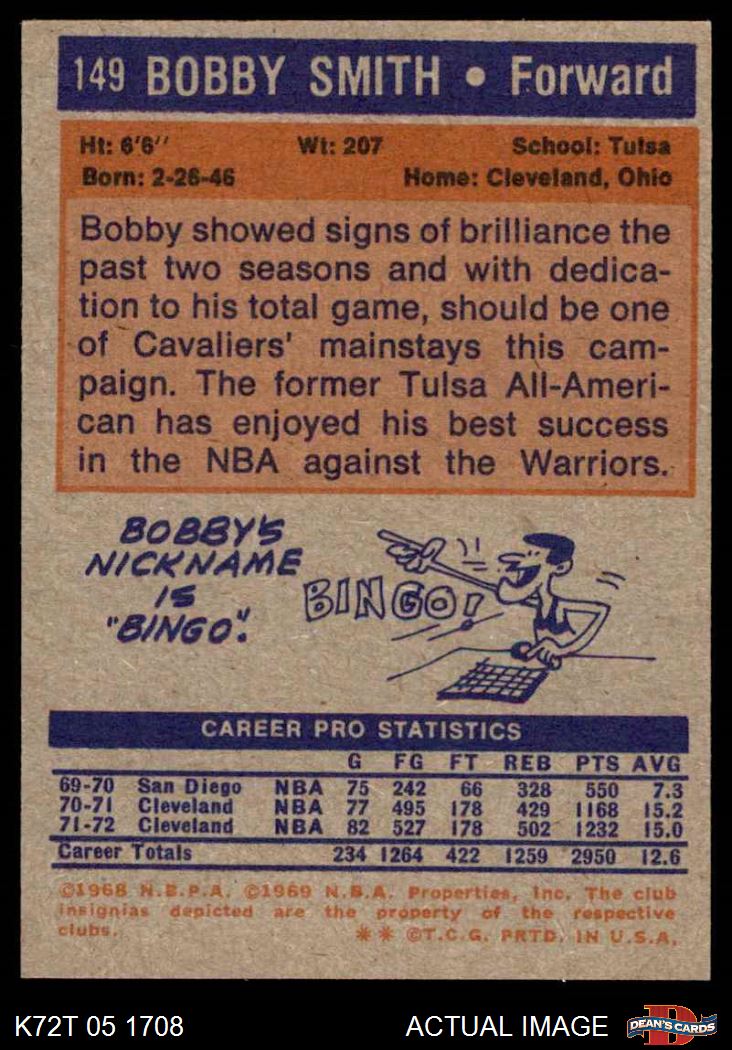 149 BOBBY SMITH • Forward
Ht: 6'6'' Wt: 207 School: Tulsa
Born: 2-26-46 Home: Cleveland, Ohio
Bobby showed signs of brilliance the
past two seasons and with dedica-
tion to his total game, should be one
of Cavaliers' mainstays this cam-
paign. The former Tulsa All-Ameri-
can has enjoyed his best success
in the NBA against the Warriors.
BOBBY'S
NICKNAME
IS
"BINGO".
BINGO!
CAREER PRO STATISTICS
G FG FT REB PTS AVG
69-70 San Diego NBA 75 242 66 328 550 7.3
70-71 Cleveland NBA 77 495 178 429 1168 15.2
71-72 Cleveland NBA 82 527 178 502 1232 15.0
Career Totals 234 1264 422 1259 2950 12.6
©1968 N.B.P.A. ©1969 N.B.A. Properties, Inc. The club
insignias depicted are the property of the respective
clubs. ** ©T.C.G. PRTD. IN U.S.A.
K72T 05 1708 ACTUAL IMAGE
D
DEAN'S CARDS